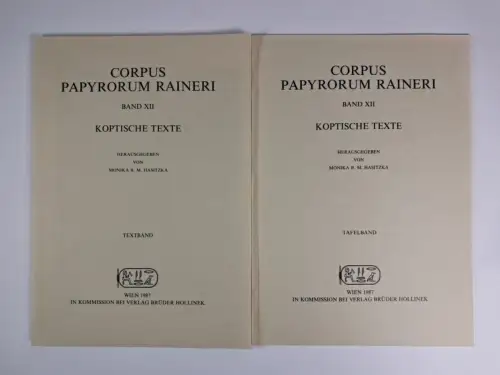 CORPUS
PAPYRORUM RAINERI
BAND XII
KOPTISCHE TEXTE
HERAUSGEGEBEN
VON
MONIKA R. M. HASITZKA
TEXTBAND
WIEN 1987
IN KOMMISSION BEI VERLAG BRÜDER HOLLINEK
CORPUS
PAPYRORUM RAINERI
BAND XII
KOPTISCHE TEXTE
HERAUSGEGEBEN
VON
MONIKA R. M. HASITZKA
TAFELBAND
WIEN 1987
IN KOMMISSION BEI VERLAG BRÜDER HOLLINEK